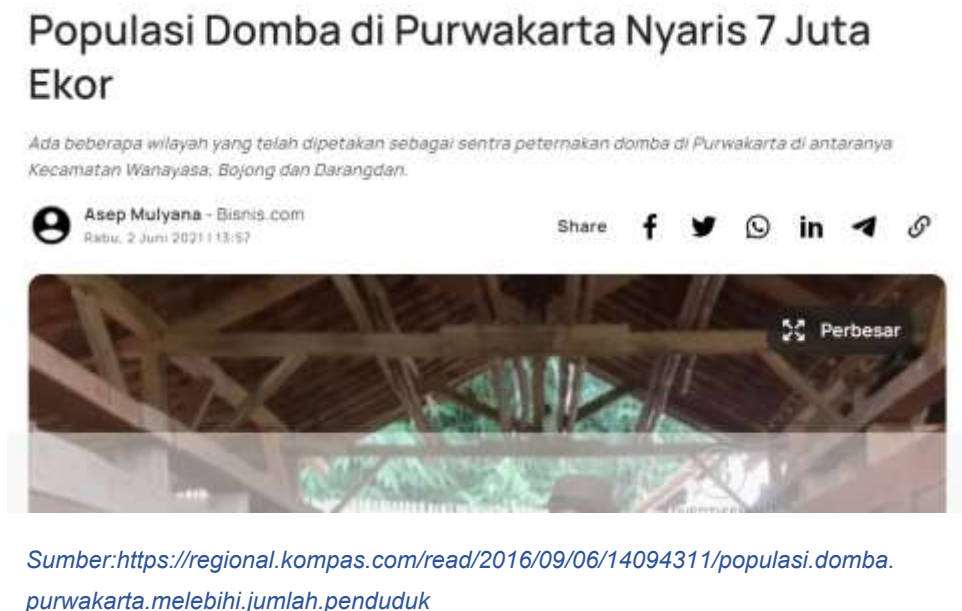 Populasi Domba di Purwakarta Nyaris 7 Juta
Ekor
Ada beberapa wilayah yang telah dipetakan sebagai sentra peternakan domba di Purwakarta di antaranya
Kecamatan Wanayasa, Bojong dan Darangdan.
Asep Mulyana - Bisnis.com
Rabu, 2 Juni 2021 | 13:57
Share
Perbesar
Sumber:https://regional.kompas.com/read/2016/09/06/14094311/populasi.domba.
purwakarta.melebihi.jumlah.penduduk